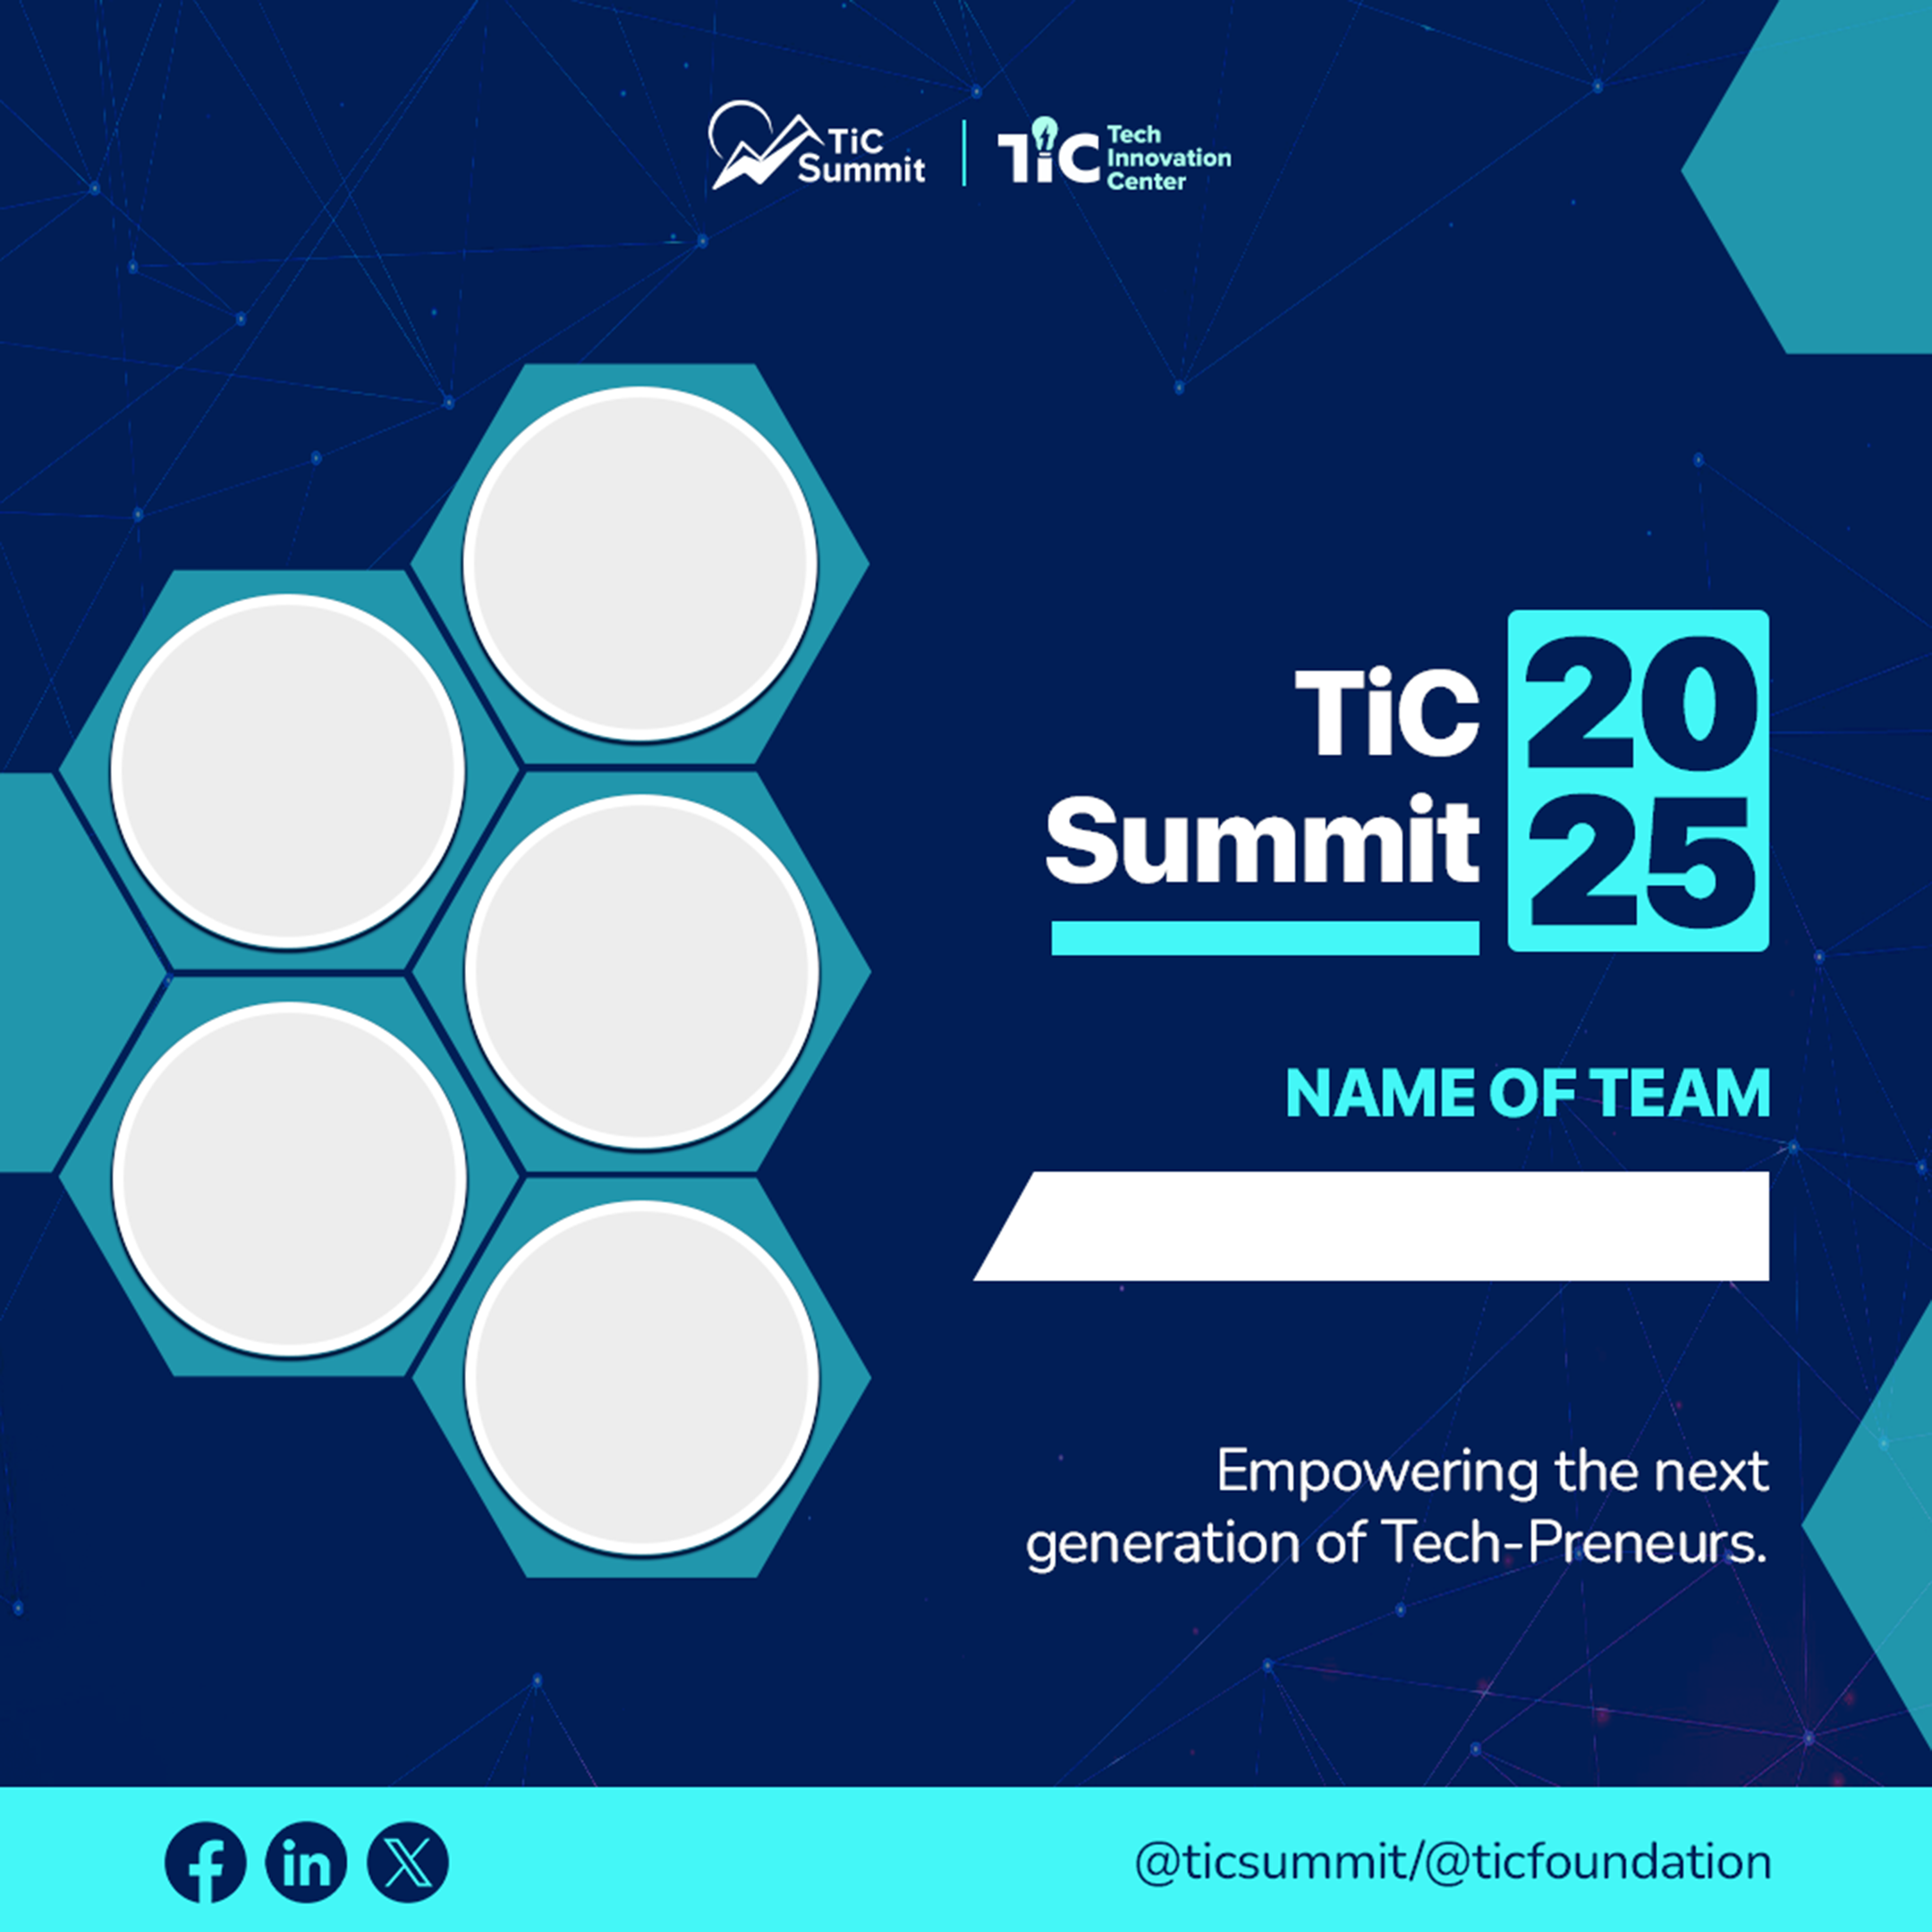 TiC
Summit
TiC
Tech
Innovation
Center
TiC
Summit
20
25
NAME OF TEAM
Empowering the next
generation of Tech-Preneurs.
@ticsummit/@ticfoundation